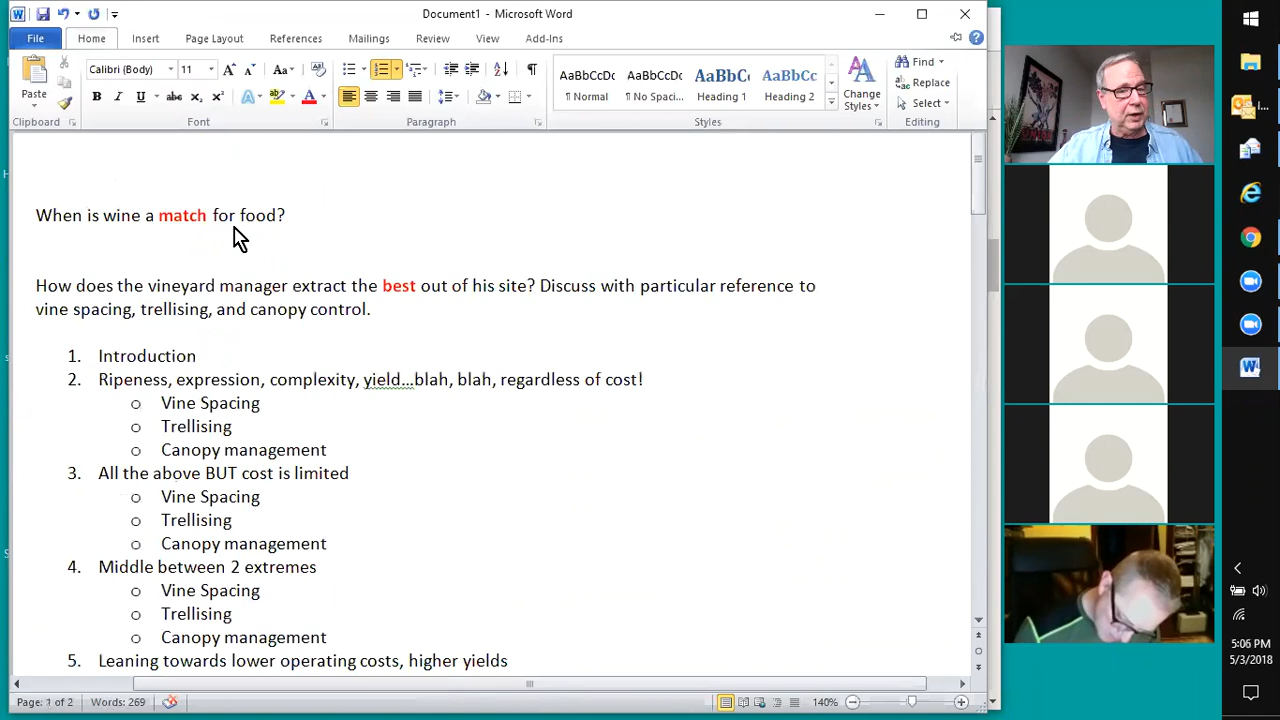 Document1 - Microsoft Word
File Home Insert Page Layout References Mailings Review View Add-Ins
Calibri (Body) 11
Paste
AaBbCcDc AaBbCcDc AaBbCc AaBbCc
¶ Normal ¶ No Spaci... Heading 1 Heading 2
Change Styles
Find
Replace
Select
Clipboard Font Paragraph Styles Editing
When is wine a match for food?
How does the vineyard manager extract the best out of his site? Discuss with particular reference to
vine spacing, trellising, and canopy control.
1. Introduction
2. Ripeness, expression, complexity, yield...blah, blah, regardless of cost!
o Vine Spacing
o Trellising
o Canopy management
3. All the above BUT cost is limited
o Vine Spacing
o Trellising
o Canopy management
4. Middle between 2 extremes
o Vine Spacing
o Trellising
o Canopy management
5. Leaning towards lower operating costs, higher yields
Page: 1 of 2 Words: 269 140%
5:06 PM
5/3/2018